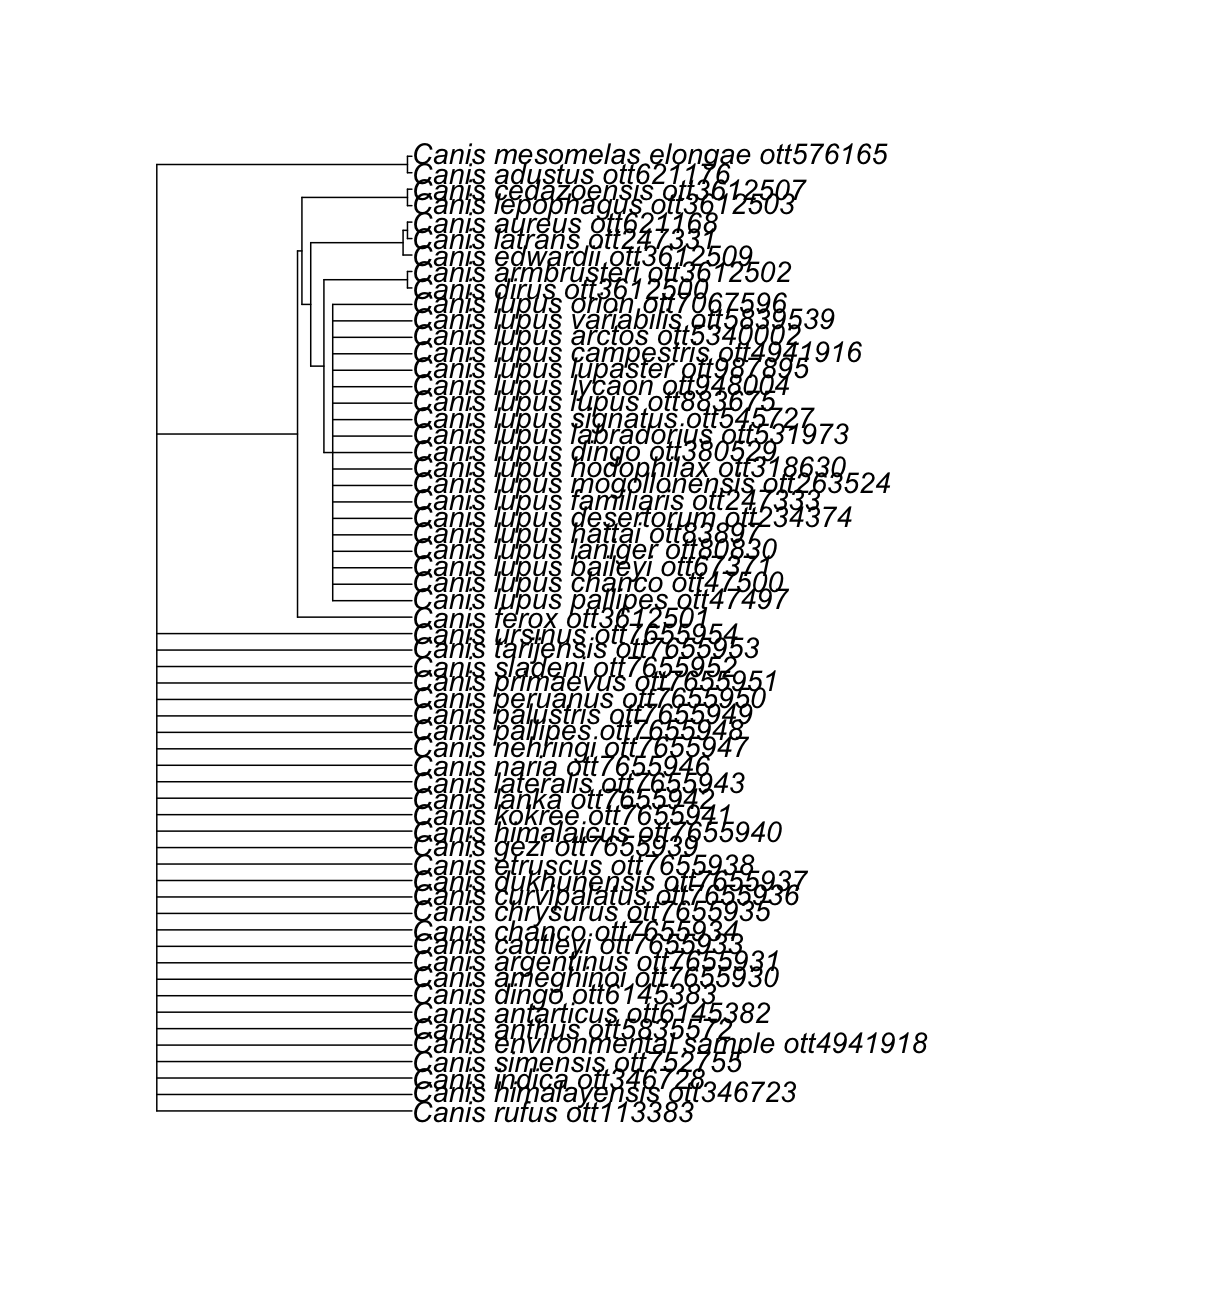 Canis mesomelas elongae ott576165
Canis adustus ott621176
Canis cedazoensis ott3612507
Canis lepophagus ott3612503
Canis aureus ott621168
Canis latrans ott247331
Canis edwardii ott3612509
Canis armbrusteri ott3612502
Canis dirus ott3612500
Canis lupus orion ott7067596
Canis lupus variabilis ott5839539
Canis lupus arctos ott5340002
Canis lupus campestris ott4941916
Canis lupus lupaster ott987895
Canis lupus lycaon ott948004
Canis lupus lupus ott883675
Canis lupus signatus ott545727
Canis lupus labradorius ott531973
Canis lupus dingo ott380529
Canis lupus hodophilax ott318630
Canis lupus mogollonensis ott263524
Canis lupus familiaris ott247333
Canis lupus desertorum ott234374
Canis lupus hattai ott83897
Canis lupus laniger ott80830
Canis lupus baileyi ott67371
Canis lupus chanco ott47500
Canis lupus pallipes ott47497
Canis ferox ott3612501
Canis ursinus ott7655954
Canis tarijensis ott7655953
Canis sladeni ott7655952
Canis primaevus ott7655951
Canis peruanus ott7655950
Canis palustris ott7655949
Canis pallipes ott7655948
Canis nehringi ott7655947
Canis naria ott7655946
Canis lateralis ott7655943
Canis lanka ott7655942
Canis kokree ott7655941
Canis himalaicus ott7655940
Canis gezi ott7655939
Canis etruscus ott7655938
Canis dukhunensis ott7655937
Canis curvipalatus ott7655936
Canis chrysurus ott7655935
Canis chanco ott7655934
Canis cautleyi ott7655933
Canis argentinus ott7655931
Canis ameghinoi ott7655930
Canis dingo ott6145383
Canis antarticus ott6145382
Canis anthus ott5835572
Canis environmental sample ott4941918
Canis simensis ott752755
Canis indica ott346728
Canis himalayensis ott346723
Canis rufus ott113383